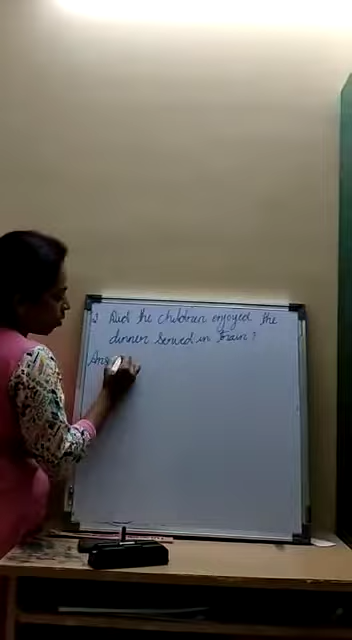 Q Did the children enjoyed the
dinner served in train?
Ans